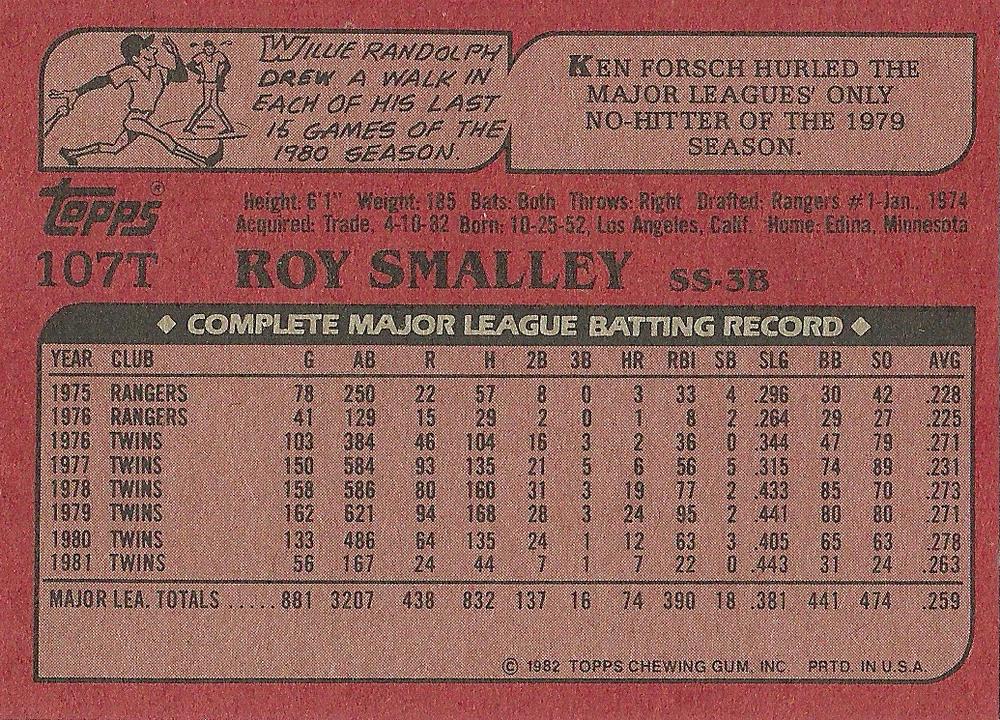 WILLIE RANDOLPH
DREW A WALK IN
EACH OF HIS LAST
15 GAMES OF THE
1980 SEASON.
KEN FORSCH HURLED THE
MAJOR LEAGUES' ONLY
NO-HITTER OF THE 1979
SEASON.
TOPPS®
Height: 6'1" Weight: 185 Bats: Both Throws: Right Drafted: Rangers #1-Jan., 1974
Acquired: Trade, 4-10-82 Born: 10-25-52, Los Angeles, Calif. Home: Edina, Minnesota
107T ROY SMALLEY SS-3B
◆ COMPLETE MAJOR LEAGUE BATTING RECORD ◆
YEAR CLUB G AB R H 2B 3B HR RBI SB SLG BB SO AVG
1975 RANGERS 78 250 22 57 8 0 3 33 4 .296 30 42 .228
1976 RANGERS 41 129 15 29 2 0 1 8 2 .264 29 27 .225
1976 TWINS 103 384 46 104 16 3 2 36 0 .344 47 79 .271
1977 TWINS 150 584 93 135 21 5 6 56 5 .315 74 89 .231
1978 TWINS 158 586 80 160 31 3 19 77 2 .433 85 70 .273
1979 TWINS 162 621 94 168 28 3 24 95 2 .441 80 80 .271
1980 TWINS 133 486 64 135 24 1 12 63 3 .405 65 63 .278
1981 TWINS 56 167 24 44 7 1 7 22 0 .443 31 24 .263
MAJOR LEA. TOTALS ..... 881 3207 438 832 137 16 74 390 18 .381 441 474 .259
© 1982 TOPPS CHEWING GUM, INC. PRTD. IN U.S.A.